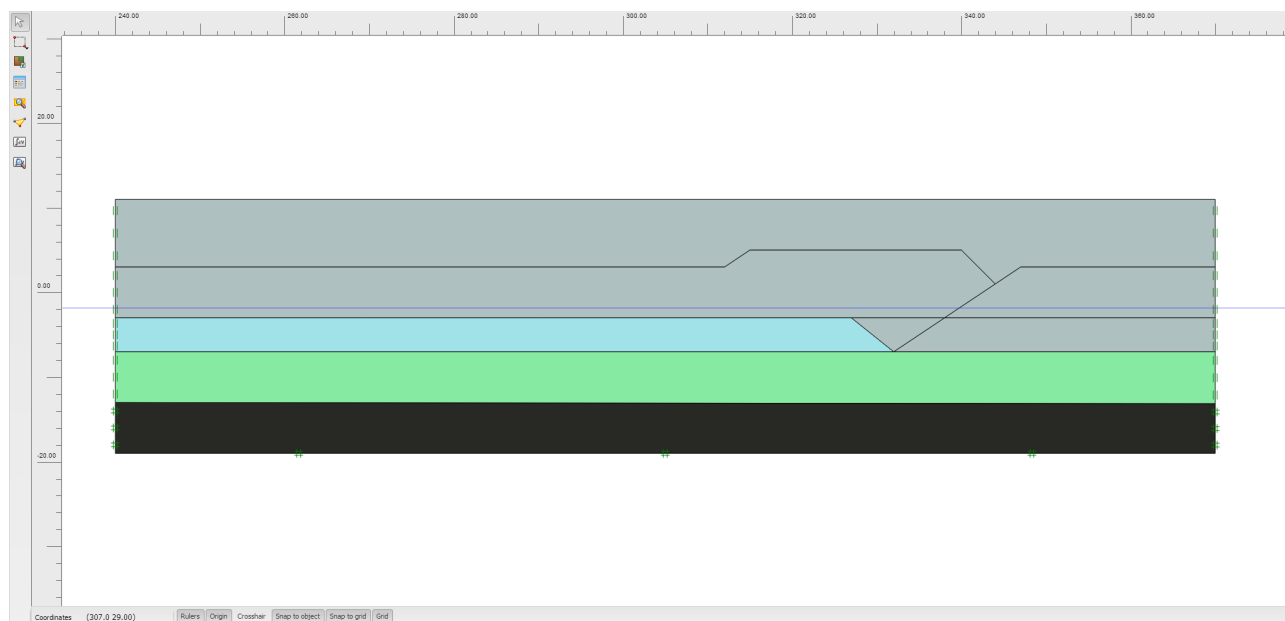 240.00 260.00 280.00 300.00 320.00 340.00 360.00
20.00
0.00
-20.00
Coordinates (307.0 29.00) Rulers Origin Crosshair Snap to object Snap to grid Grid